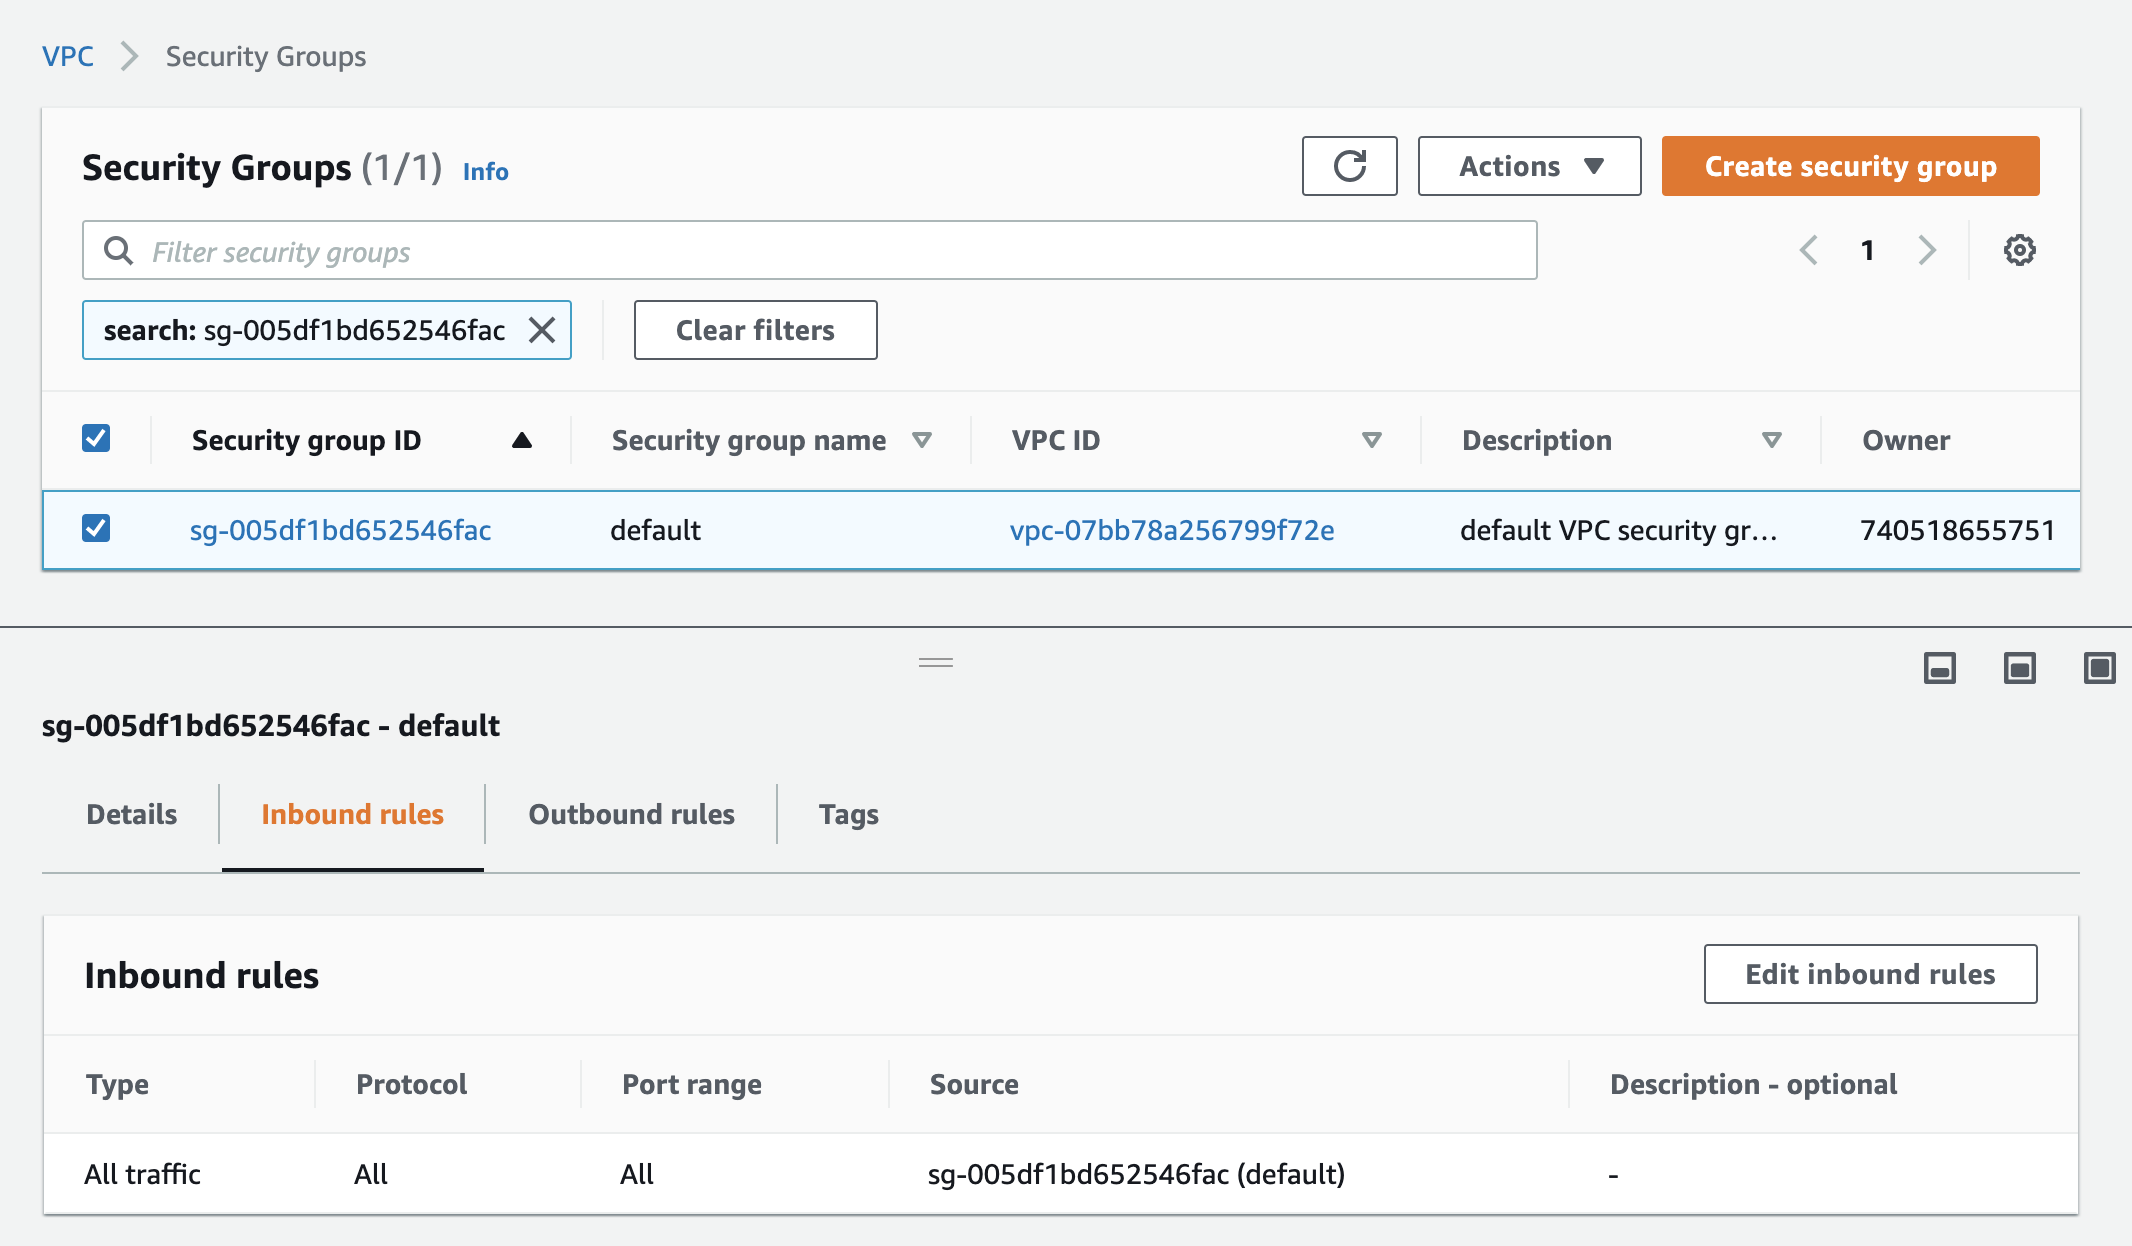 VPC > Security Groups
Security Groups (1/1) Info
Actions
Create security group
Filter security groups
1
search: sg-005df1bd652546fac
Clear filters
Security group ID Security group name VPC ID Description Owner
sg-005df1bd652546fac default vpc-07bb78a256799f72e default VPC security gr... 740518655751
sg-005df1bd652546fac - default
Details Inbound rules Outbound rules Tags
Inbound rules
Edit inbound rules
Type Protocol Port range Source Description - optional
All traffic All All sg-005df1bd652546fac (default) -